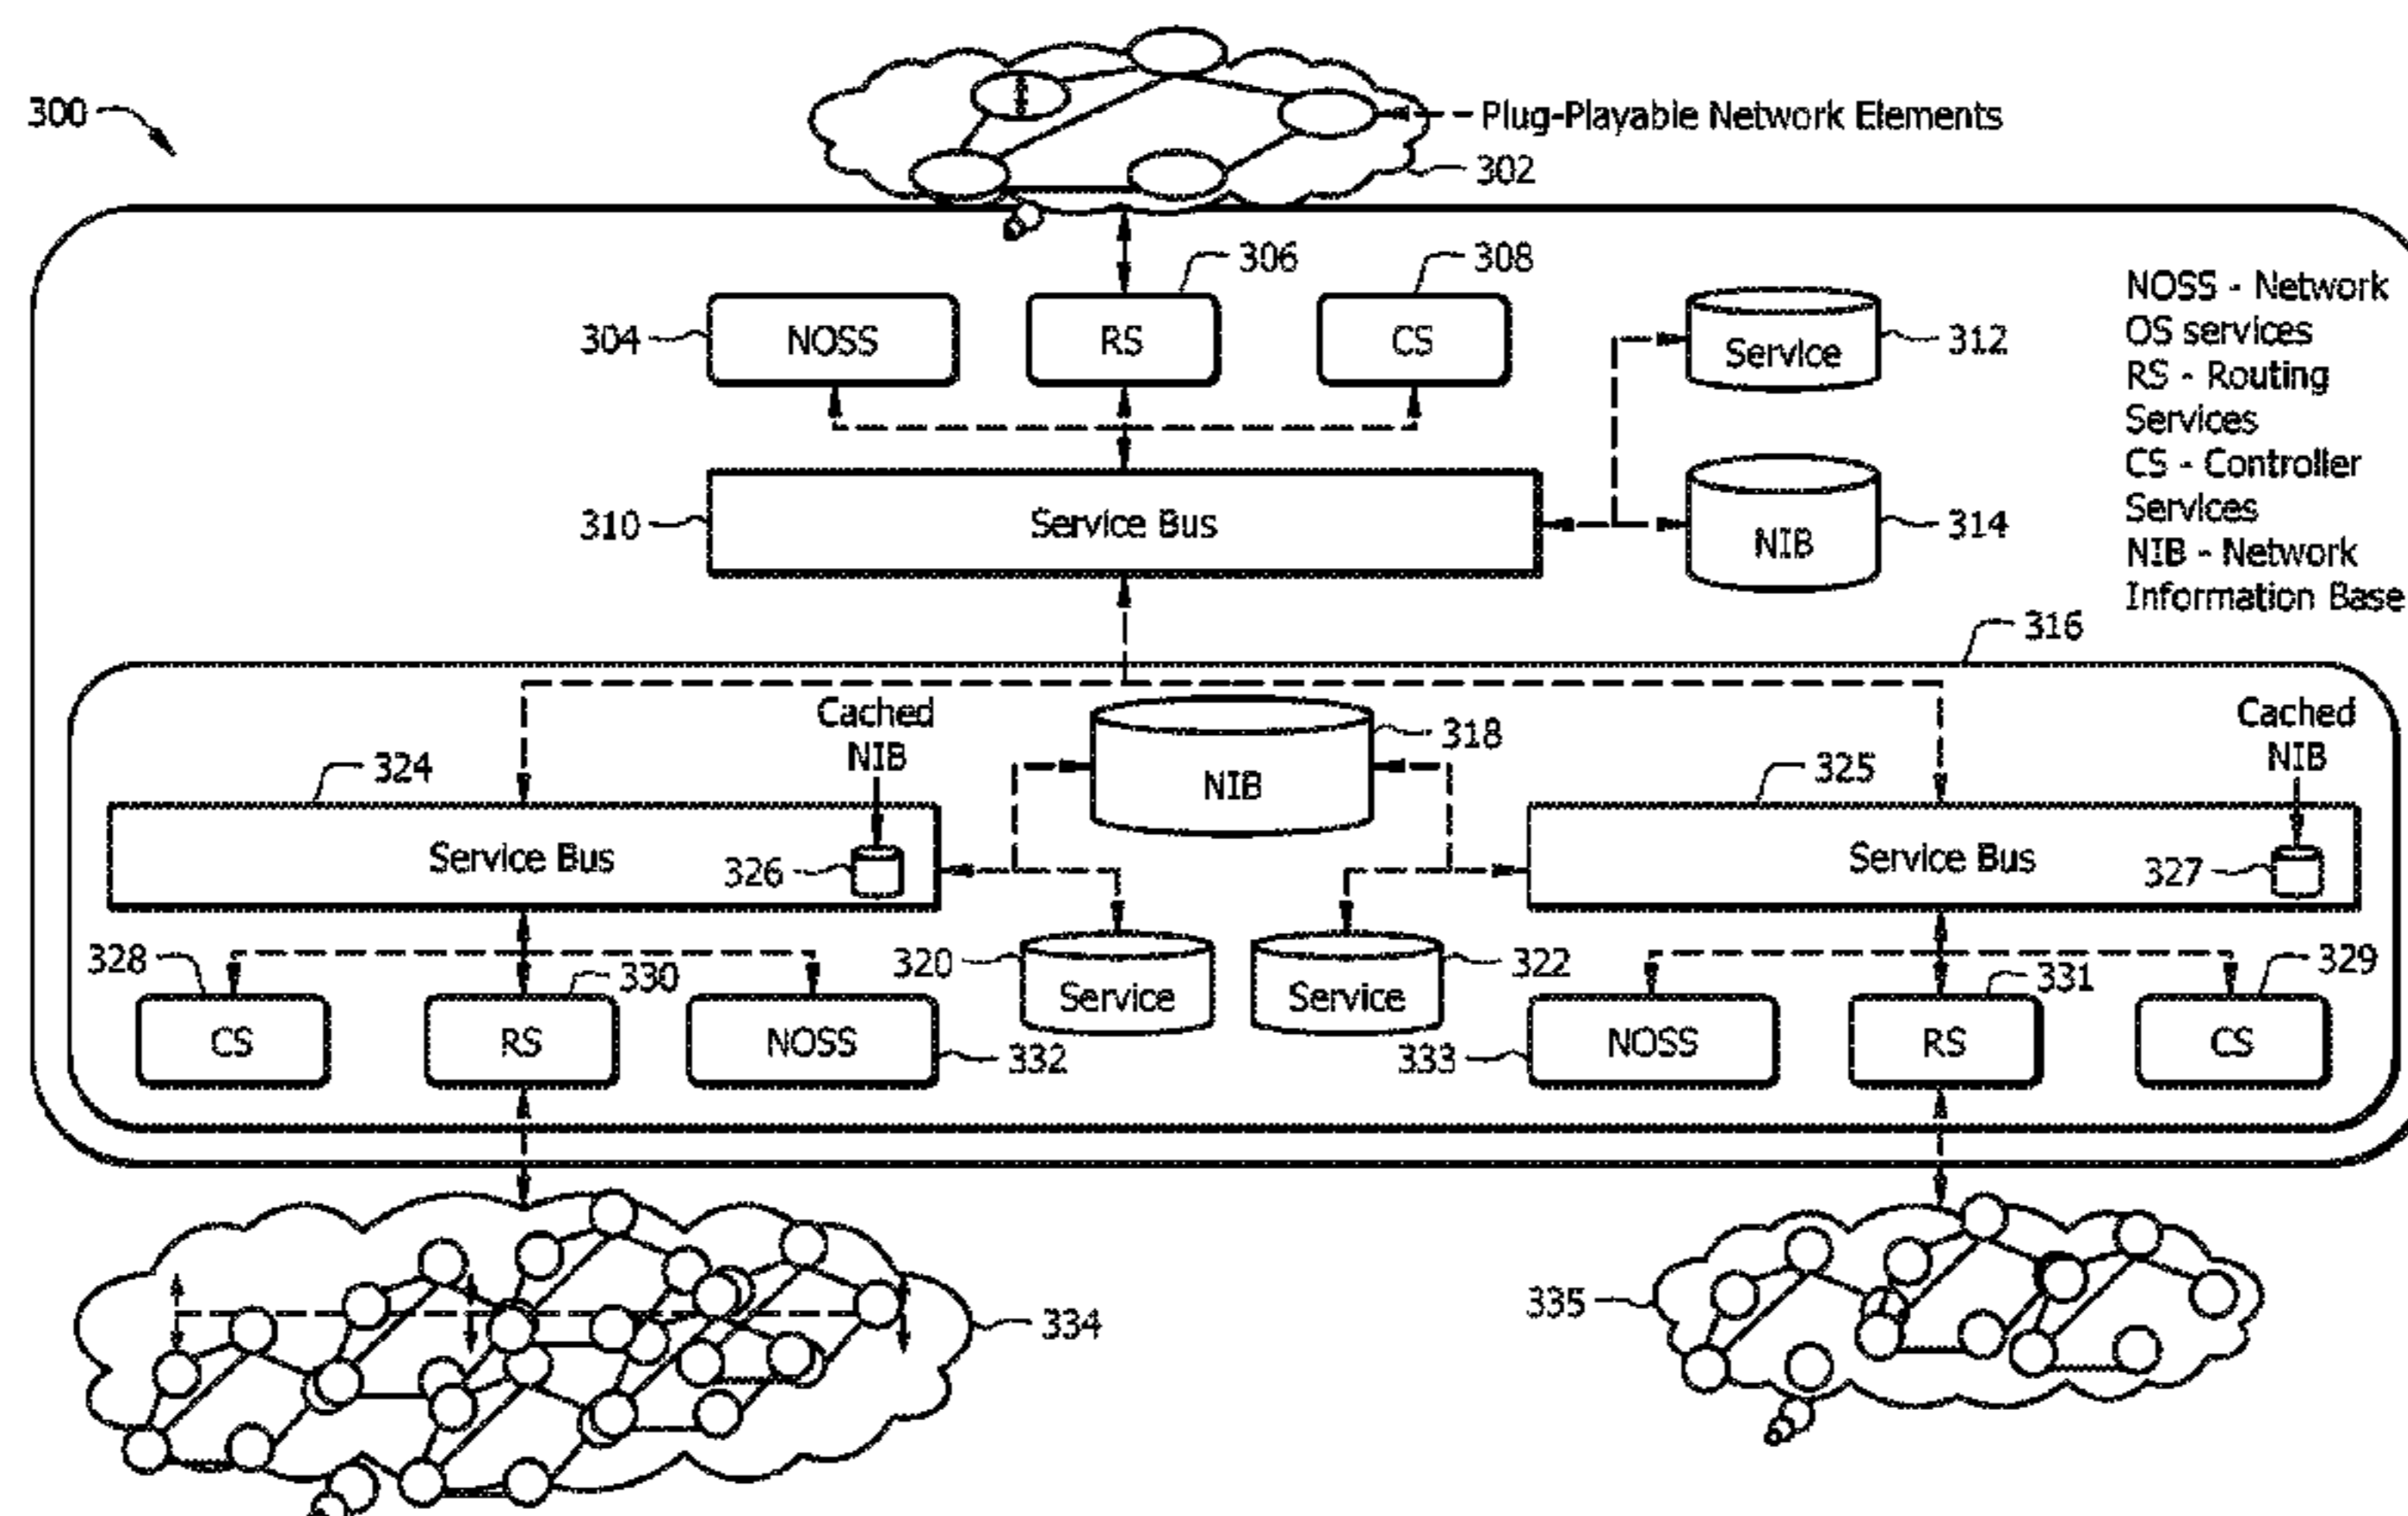 300
Plug-Playable Network Elements
302
306
308
304
NOSS
RS
CS
Service
312
NOSS - Network
OS services
RS - Routing
Services
CS - Controller
Services
NIB - Network
Information Base
310
Service Bus
NIB
314
316
Cached
NIB
318
Cached
NIB
324
NIB
325
Service Bus
326
Service Bus
327
328
330
320
Service
Service
322
331
329
CS
RS
NOSS
332
333
NOSS
RS
CS
334
335